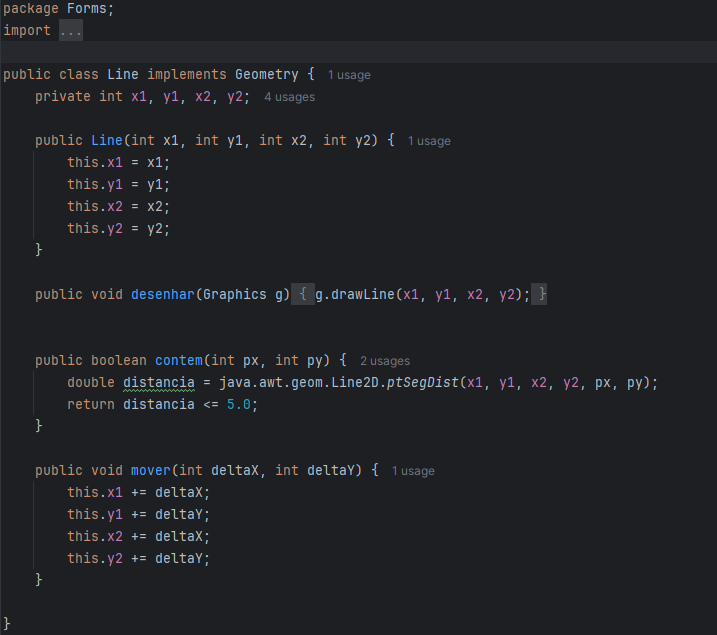 package Forms;
import ...
public class Line implements Geometry { 1 usage
private int x1, y1, x2, y2; 4 usages
public Line(int x1, int y1, int x2, int y2) { 1 usage
this.x1 = x1;
this.y1 = y1;
this.x2 = x2;
this.y2 = y2;
}
public void desenhar(Graphics g) { g.drawLine(x1, y1, x2, y2); }
public boolean contem(int px, int py) { 2 usages
double distancia = java.awt.geom.Line2D.ptSegDist(x1, y1, x2, y2, px, py);
return distancia <= 5.0;
}
public void mover(int deltaX, int deltaY) { 1 usage
this.x1 += deltaX;
this.y1 += deltaY;
this.x2 += deltaX;
this.y2 += deltaY;
}
}